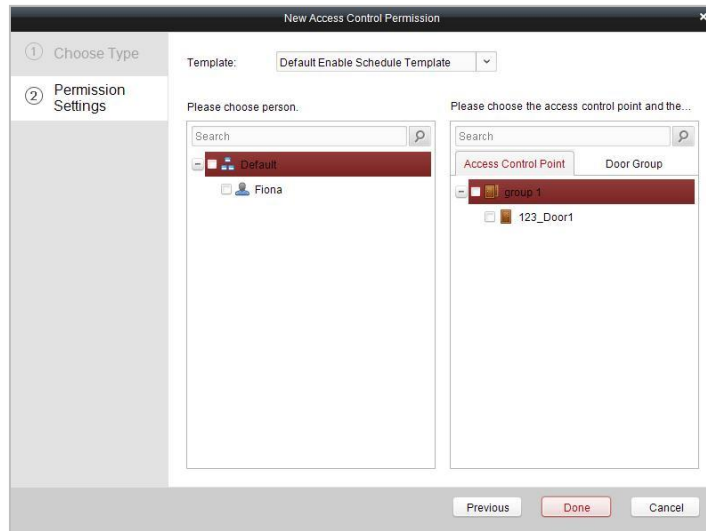 New Access Control Permission
1 Choose Type
2 Permission Settings
Template: Default Enable Schedule Template
Please choose person.
Search
Default
Fiona
Please choose the access control point and the...
Search
Access Control Point Door Group
group 1
123_Door1
Previous Done Cancel